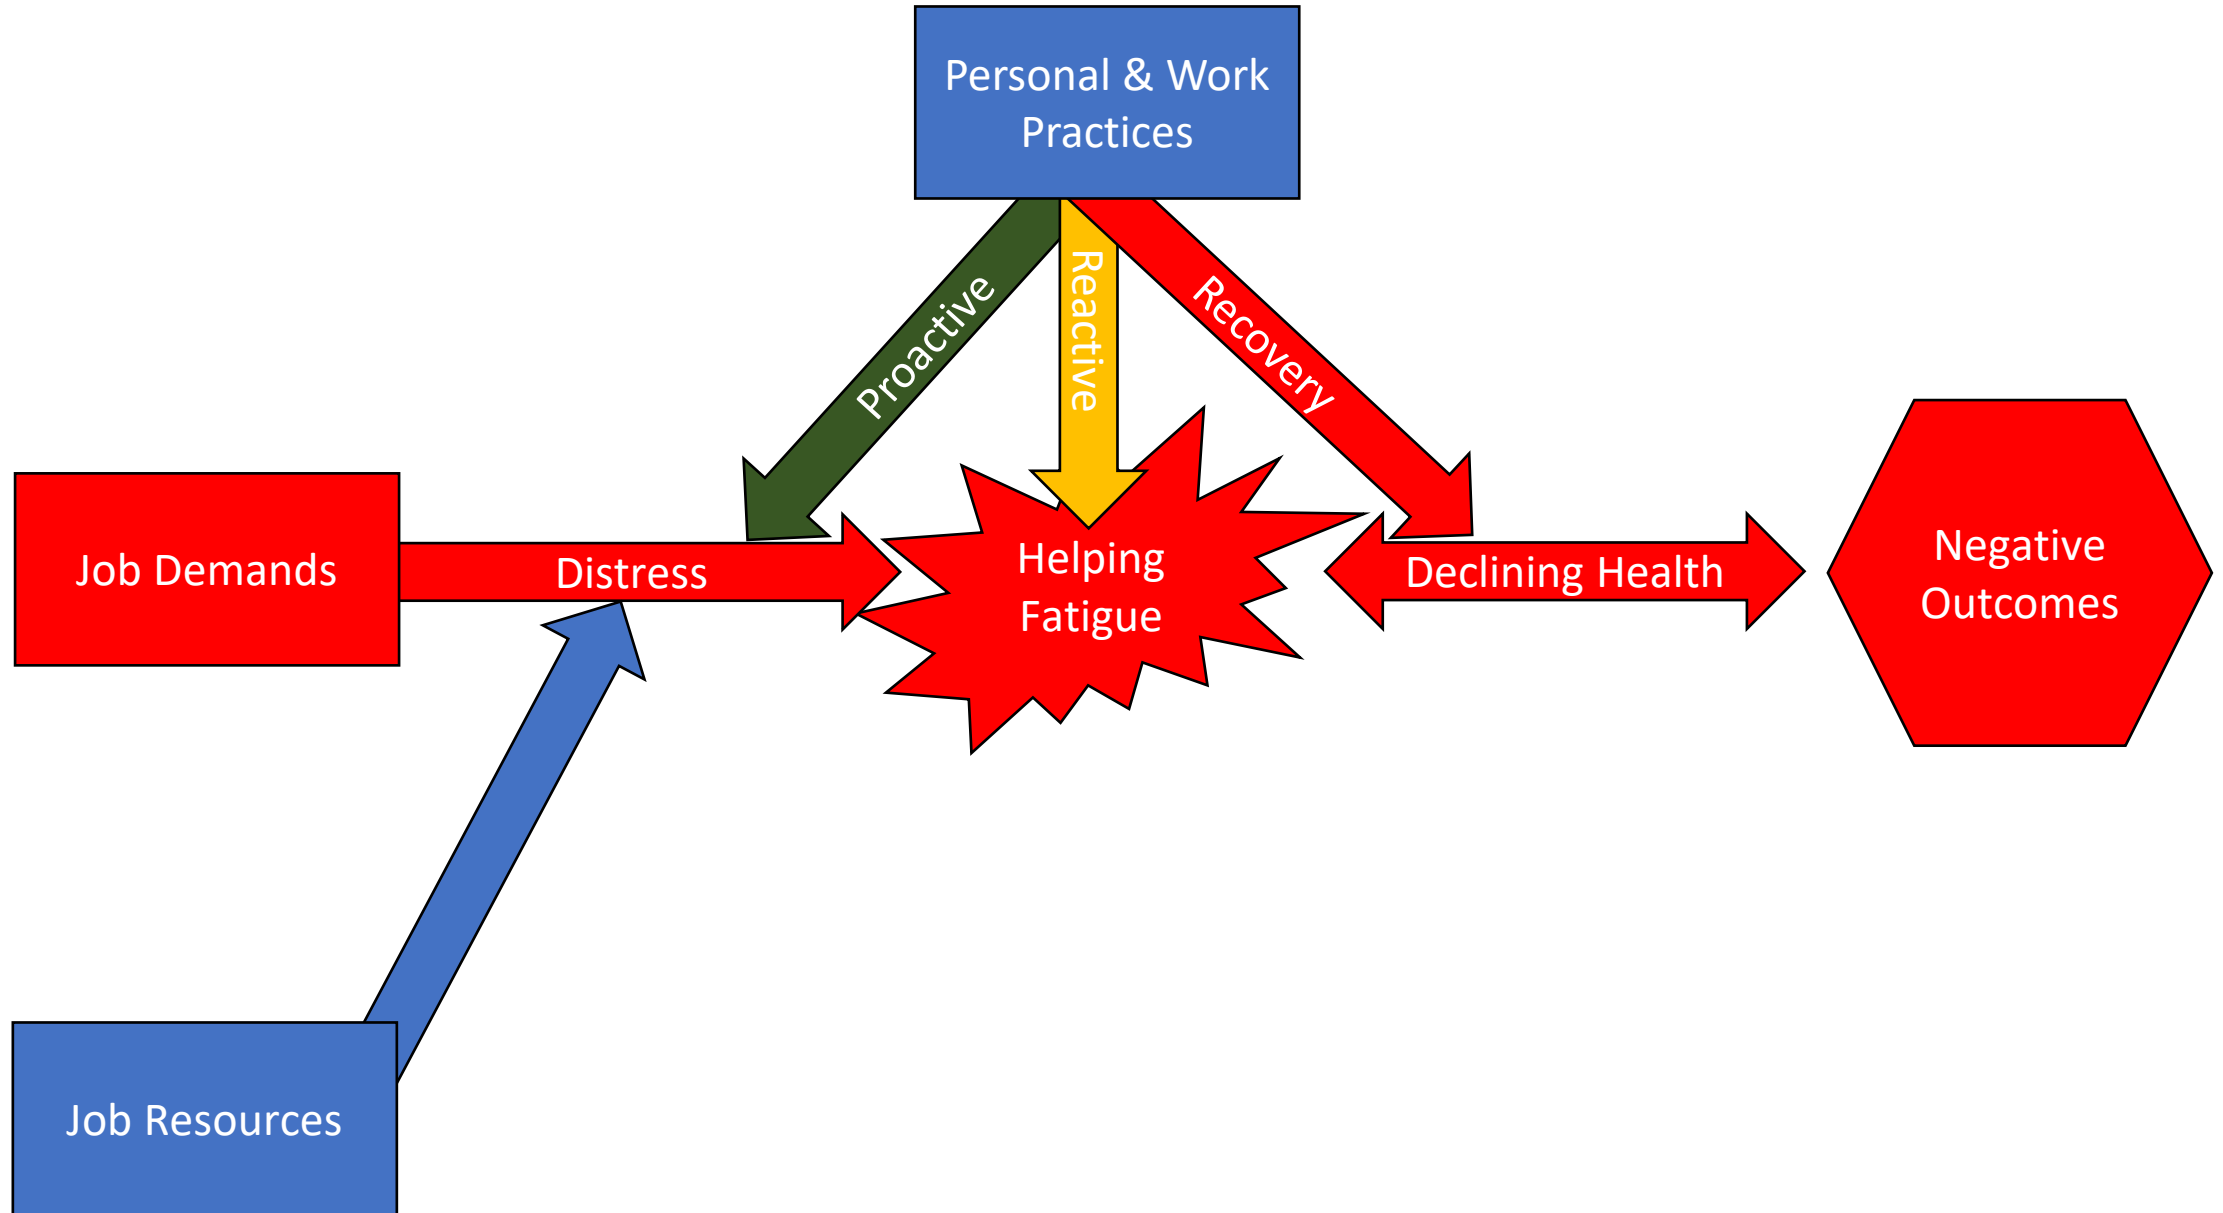 Personal & Work
Practices
Proactive
Reactive
Recovery
Job Demands
Distress
Helping
Fatigue
Declining Health
Negative
Outcomes
Job Resources